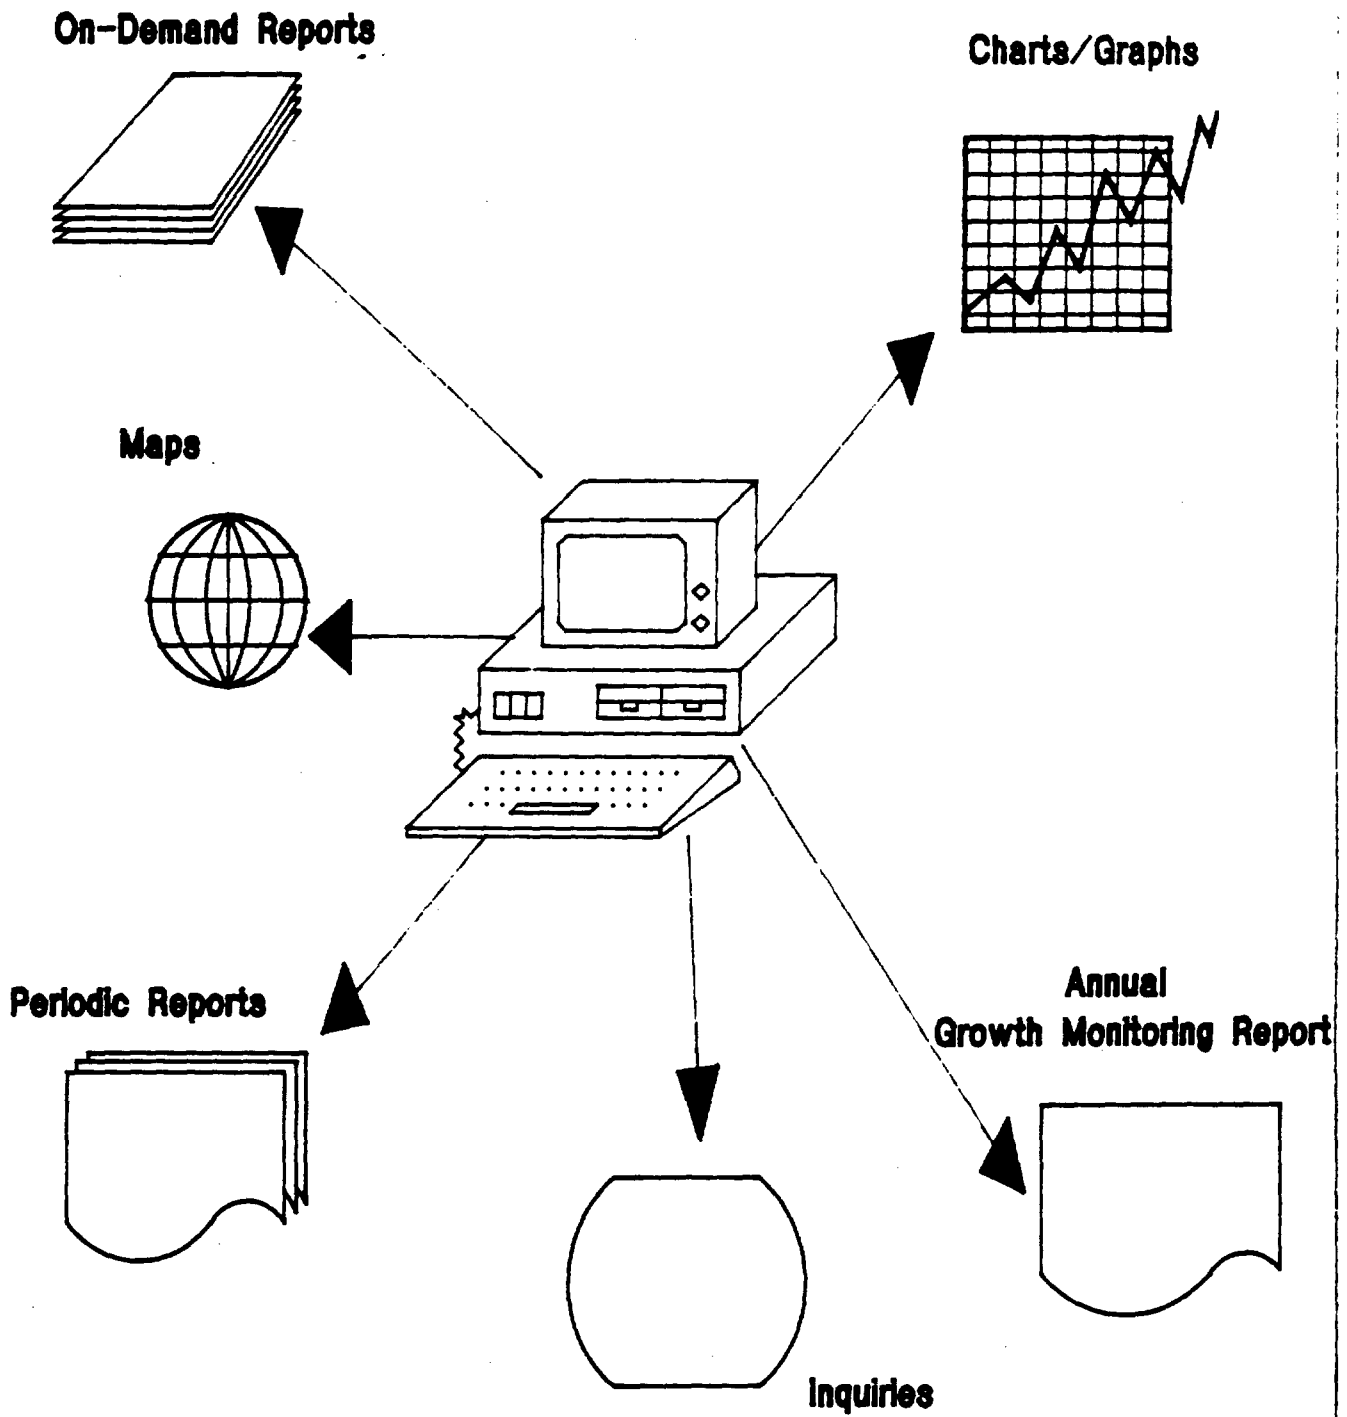 On-Demand Reports
Charts/Graphs
Maps
Periodic Reports
Annual
Growth Monitoring Report
Inquiries